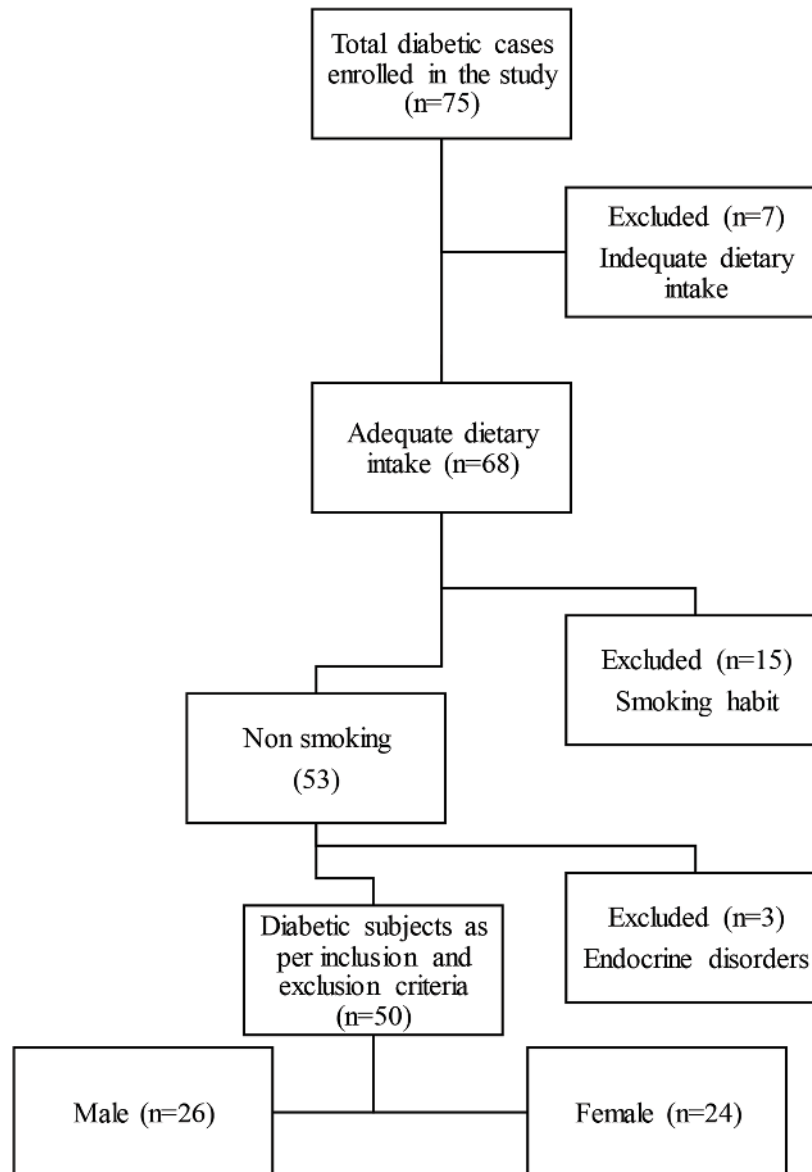 Total diabetic cases
enrolled in the study
(n=75)
Excluded (n=7)
Indequate dietary
intake
Adequate dietary
intake (n=68)
Excluded (n=15)
Smoking habit
Non smoking
(53)
Excluded (n=3)
Endocrine disorders
Diabetic subjects as
per inclusion and
exclusion criteria
(n=50)
Male (n=26)
Female (n=24)